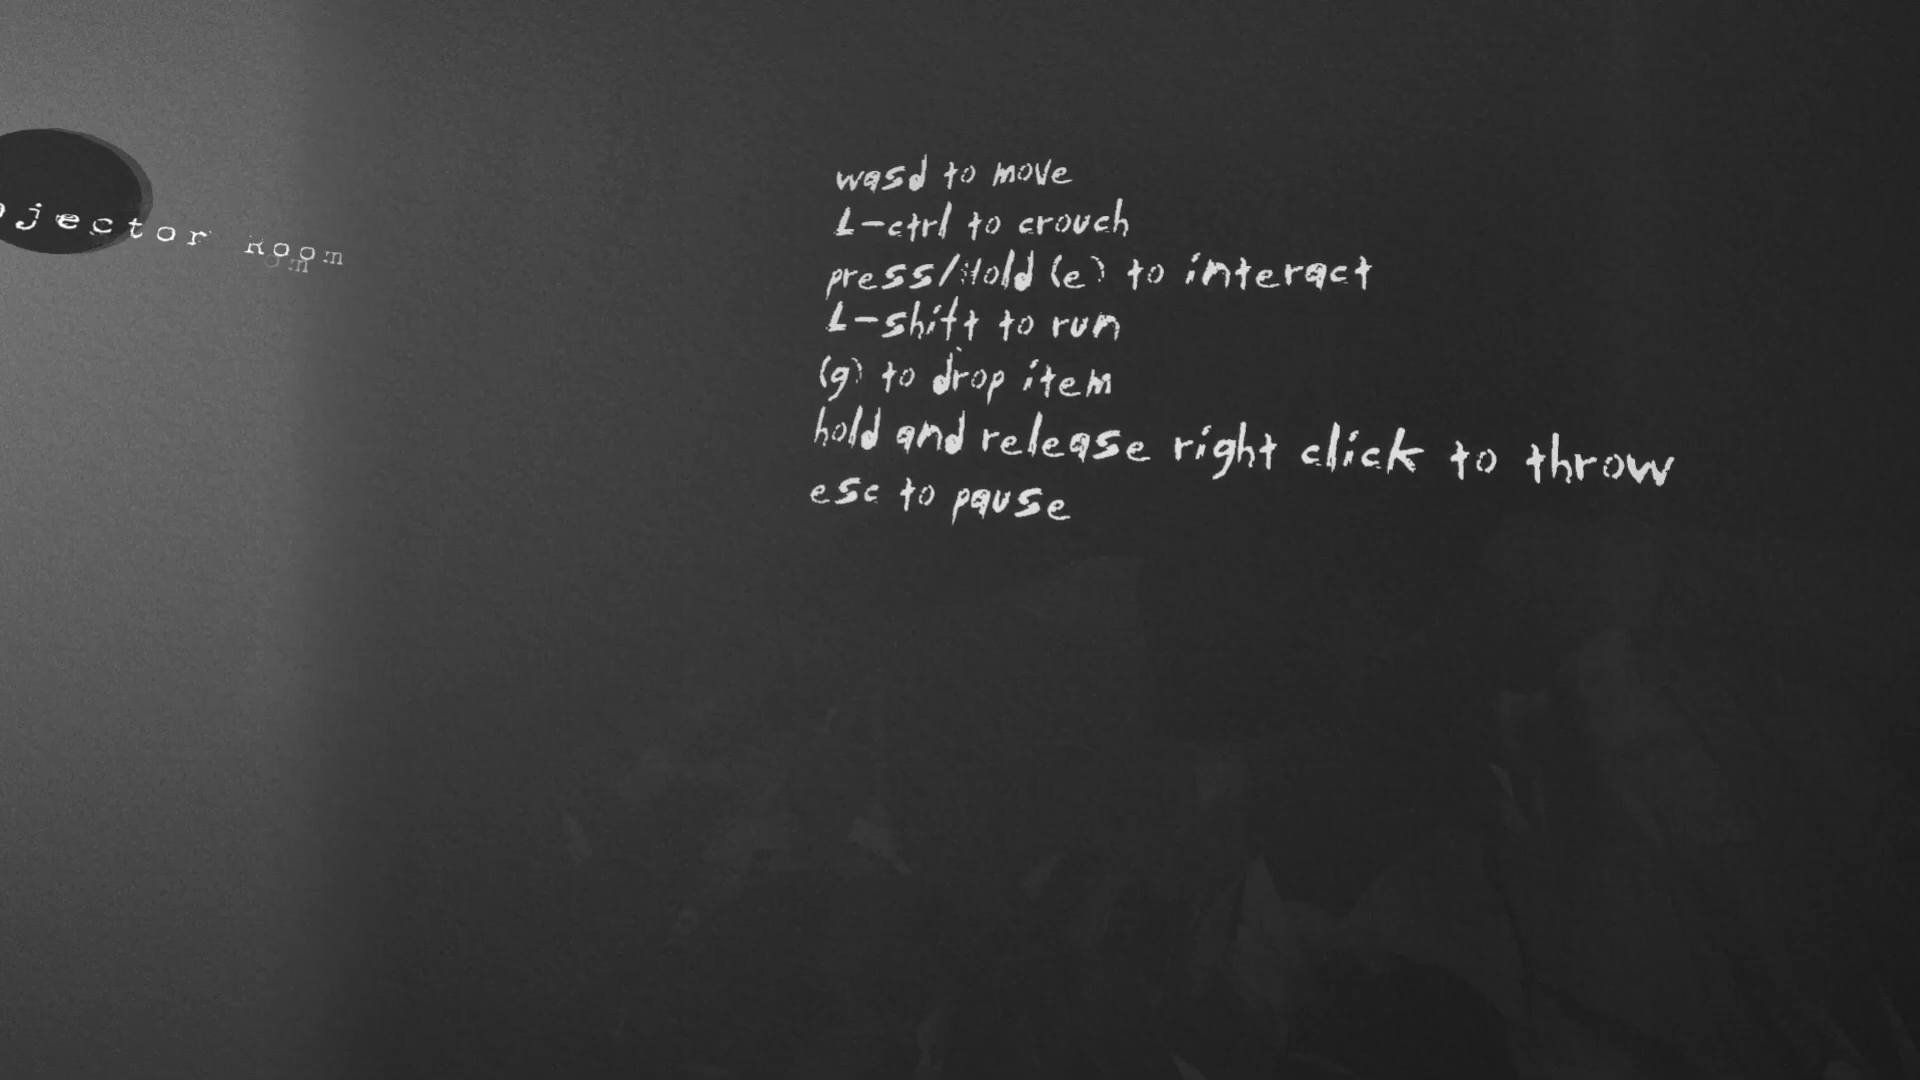 ojector Room
wasd to move
L-ctrl to crouch
press/Hold (e) to interact
L-shift to run
(g) to drop item
hold and release right click to throw
esc to pause